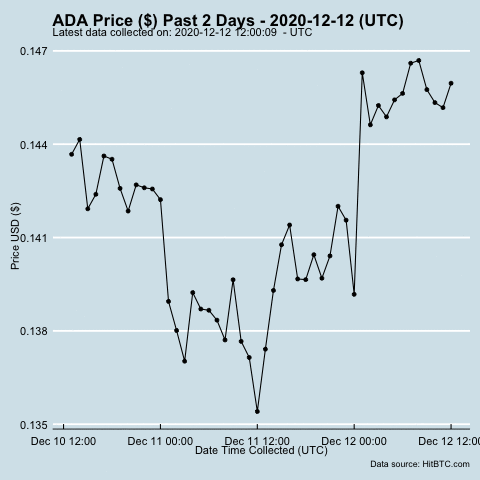 ADA Price ($) Past 2 Days - 2020-12-12 (UTC)
Latest data collected on: 2020-12-12 12:00:09 - UTC
0.147
0.144
0.141
0.138
0.135
Price USD ($)
Dec 10 12:00 Dec 11 00:00 Dec 11 12:00 Dec 12 00:00 Dec 12 12:00
Date Time Collected (UTC)
Data source: HitBTC.com